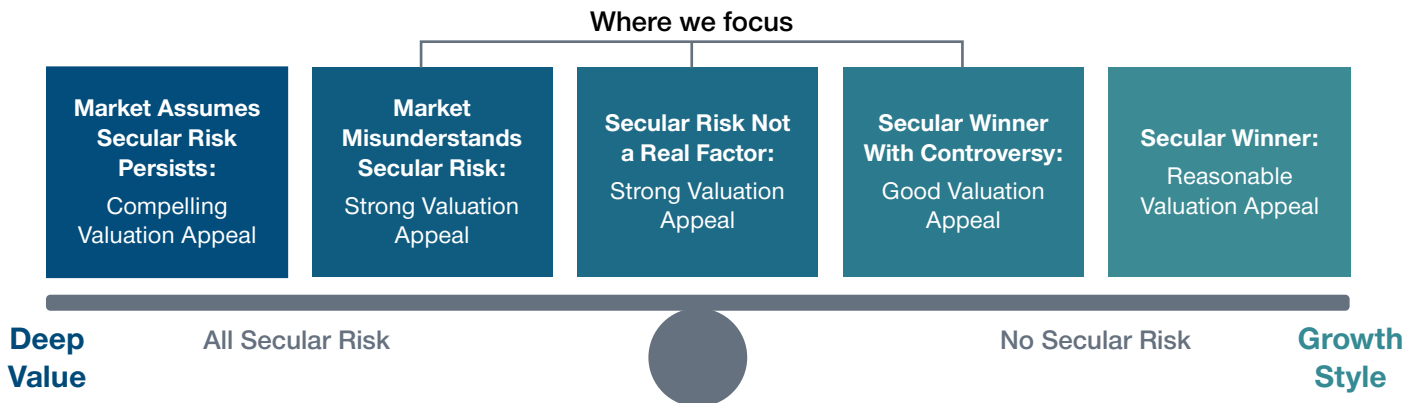 Where we focus
Market Assumes
Secular Risk
Persists:
Compelling
Valuation Appeal
Market
Misunderstands
Secular Risk:
Strong Valuation
Appeal
Secular Risk Not
a Real Factor:
Strong Valuation
Appeal
Secular Winner
With Controversy:
Good Valuation
Appeal
Secular Winner:
Reasonable
Valuation Appeal
Deep
Value
All Secular Risk
No Secular Risk
Growth
Style